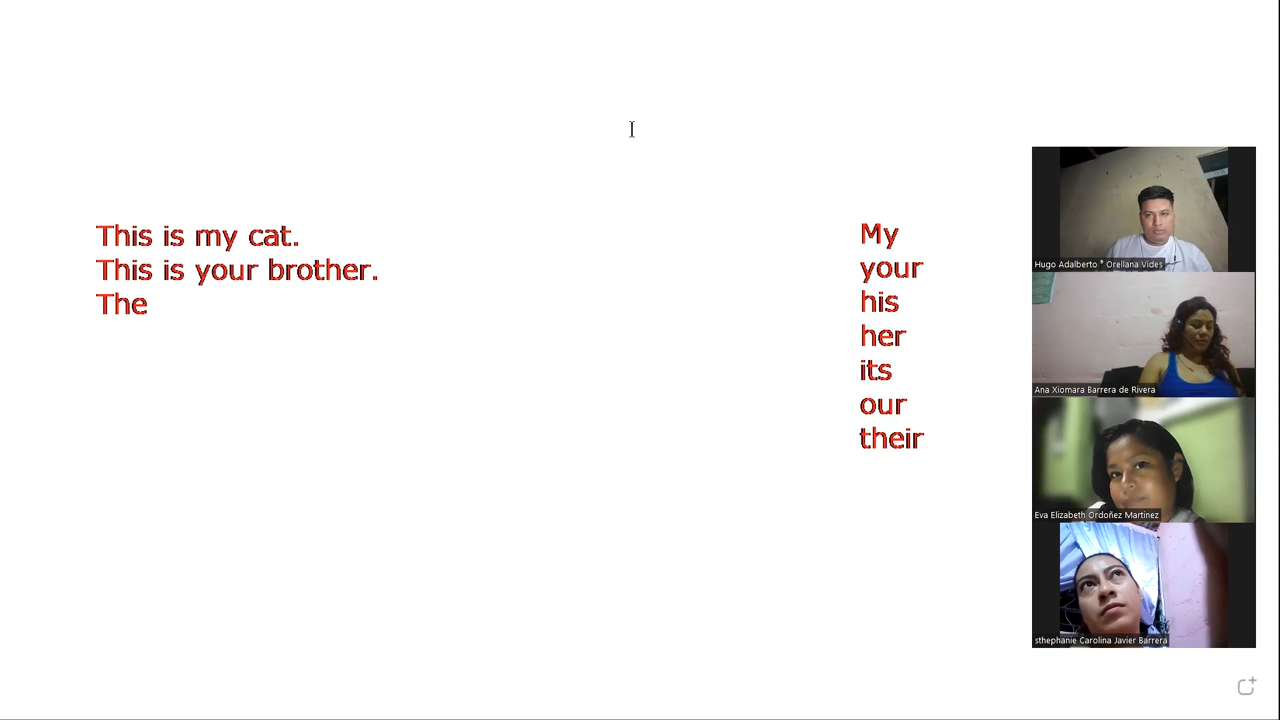 This is my cat.
This is your brother.
The
My
your
his
her
its
our
their
Hugo Adalberto * Orellana Vides
Ana Xiomara Barrera de Rivera
Eva Elizabeth Ordoñez Martinez
sthephanie Carolina Javier Barrera